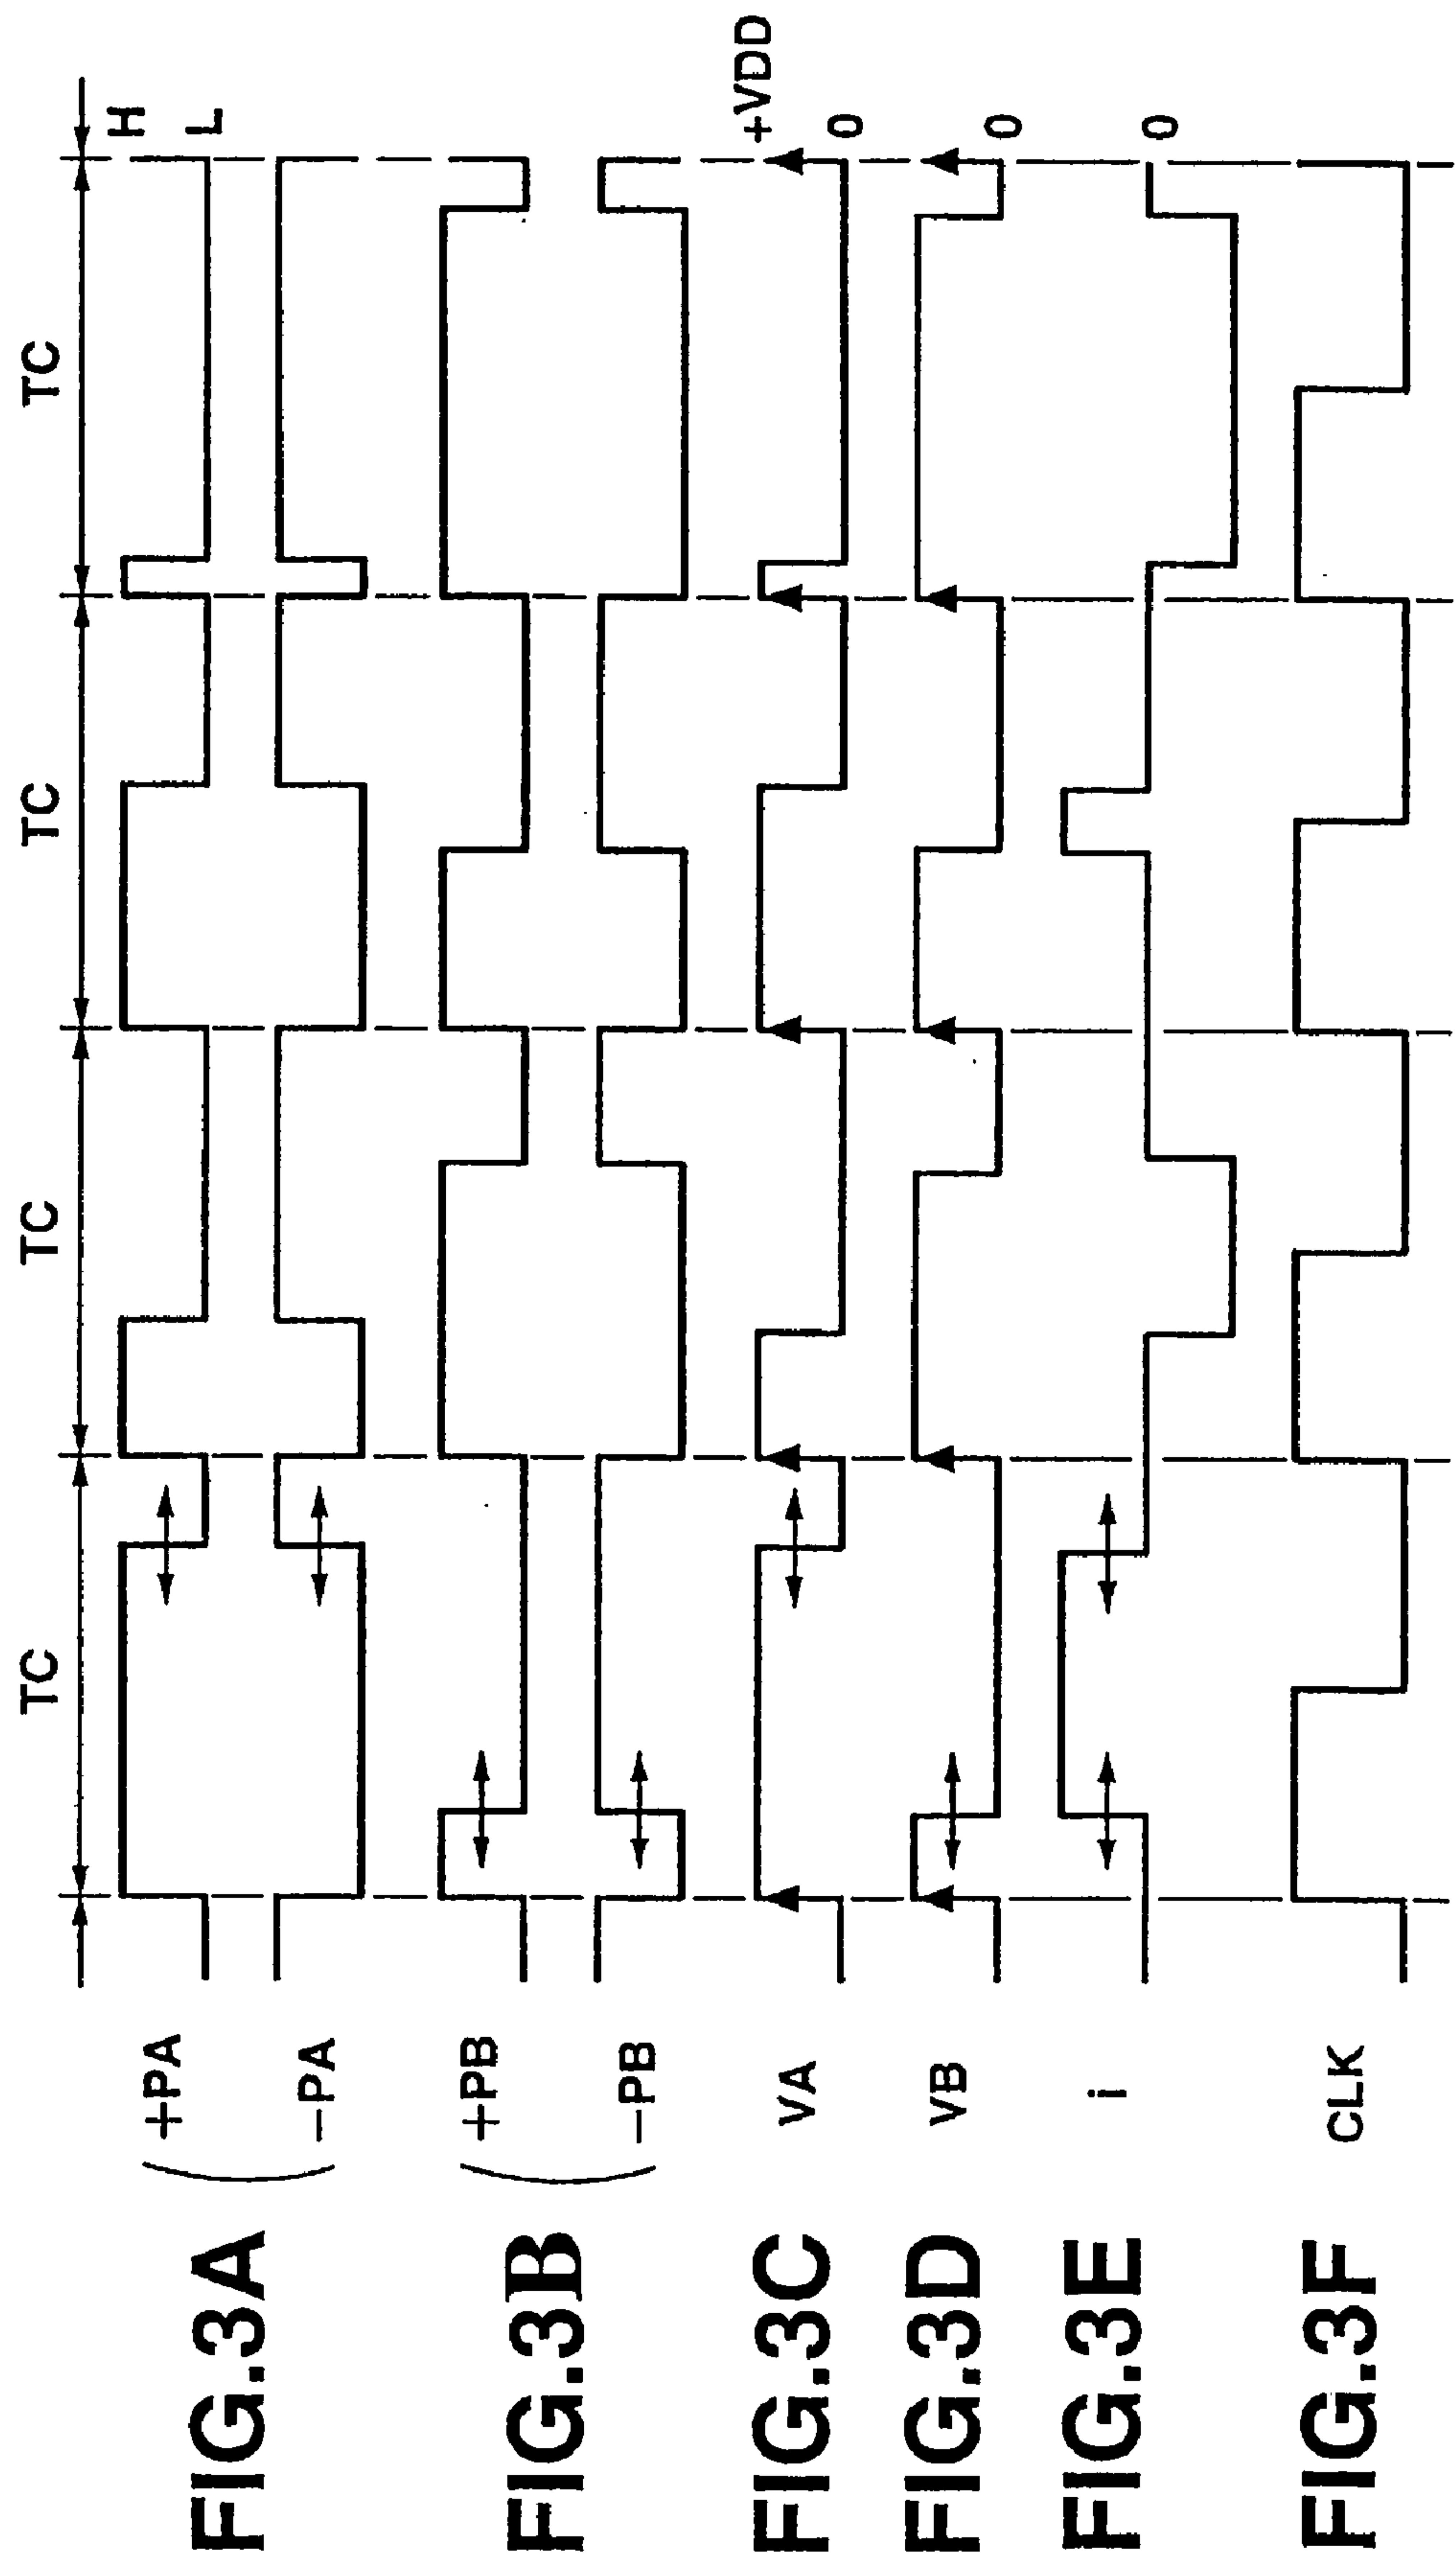 TC TC TC TC
FIG.3A +PA H
−PA L
FIG.3B +PB
−PB
FIG.3C VA +VDD
0
FIG.3D VB 0
FIG.3E i 0
FIG.3F CLK